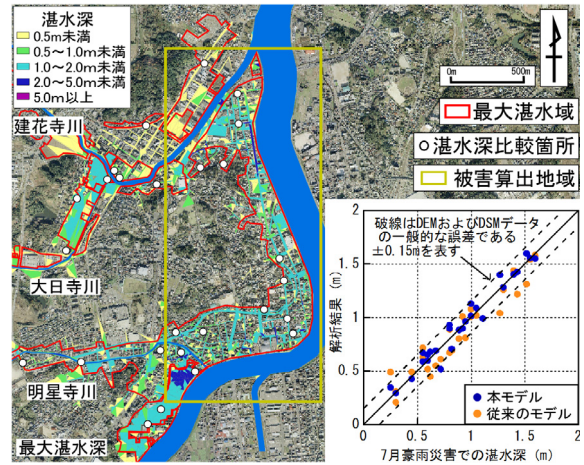 湛水深
0.5m未満
0.5～1.0m未満
1.0～2.0m未満
2.0～5.0m未満
5.0m以上
0m
500m
最大湛水域
湛水深比較箇所
被害算出地域
建花寺川
大日寺川
明星寺川
最大湛水深
破線はDEMおよびDSMデータ
の一般的な誤差である
±0.15mを表す
解析結果 (m)
2
1.5
1
0.5
0
0.5
1
1.5
2
本モデル
従来のモデル
7月豪雨災害での湛水深 (m)